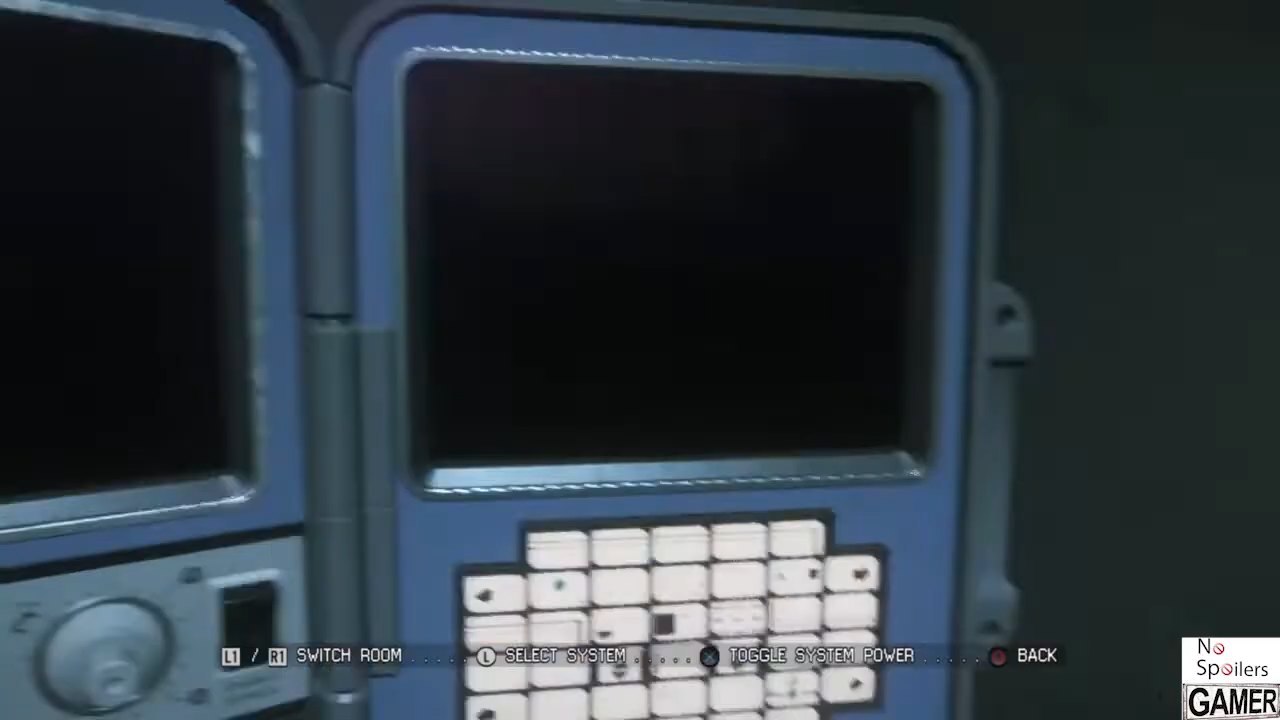 L1 / R1 SWITCH ROOM ..... L SELECT SYSTEM ...... X TOGGLE SYSTEM POWER ..... BACK
No
Spoilers
GAMER